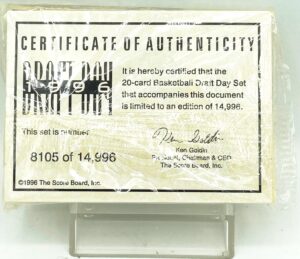 CERTIFICATE OF AUTHENTICITY
DRAFT DAY
1996
It is hereby certified that the
20-card Basketball Draft Day Set
that accompanies this document
is limited to an edition of 14,996.
This set is number
8105 of 14,996
Ken Goldin
President, Chairman & CEO
The Score Board, Inc.
©1996 The Score Board, Inc.